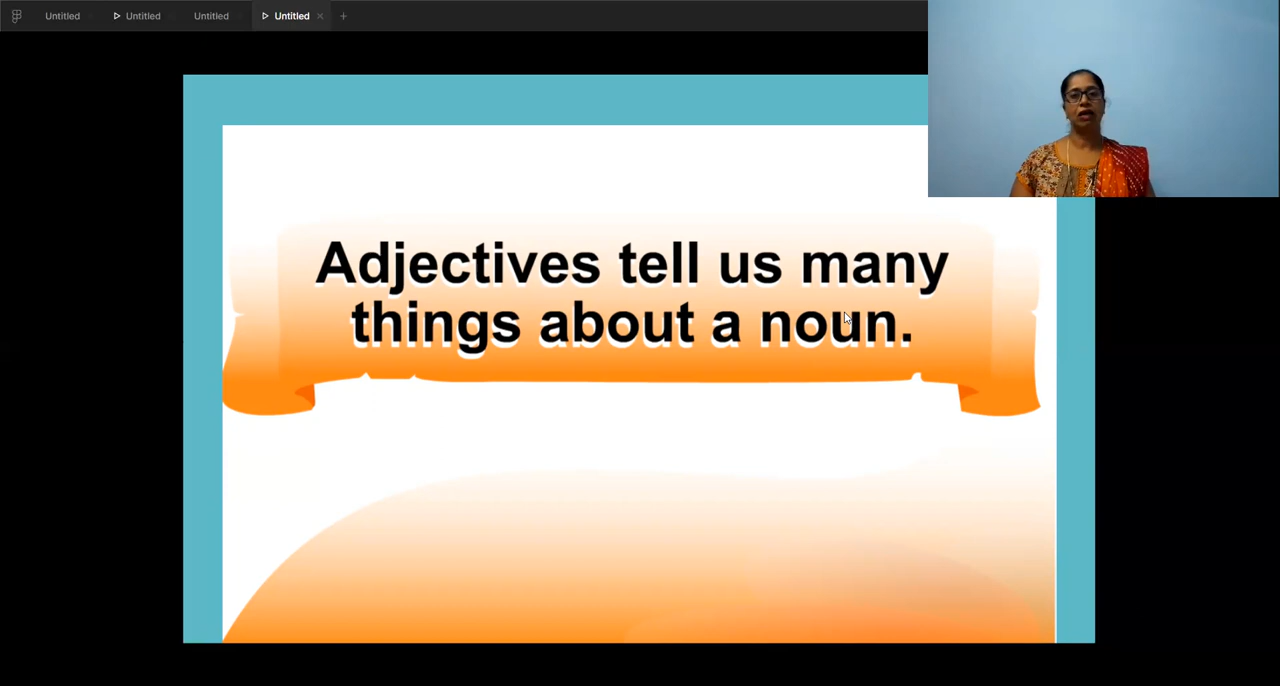 Untitled
Untitled
Untitled
Untitled
Adjectives tell us many
things about a noun.